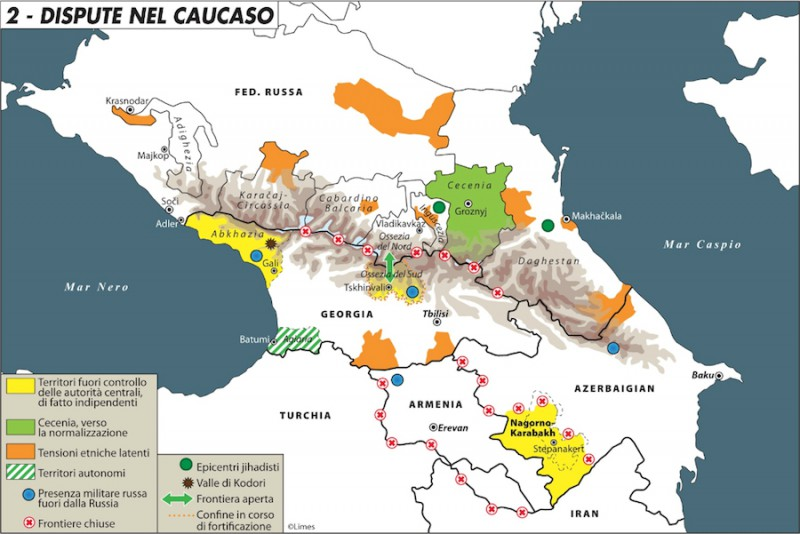 2 - DISPUTE NEL CAUCASO
FED. RUSSA
Krasnodar
Adighezia
Majkop
Soči
Adler
Karačaj-
Circassia
Cabardino
Balcaria
Cecenia
Groznyj
Inguscezia
Vladikavkaz
Ossezia
del Nord
Makhačkala
Daghestan
Mar Caspio
Abkhazia
Gali
Ossezia del Sud
Tskhinvali
Mar Nero
GEORGIA
Tbilisi
Batumi
Agiaria
AZERBAIGIAN
Baku
TURCHIA
ARMENIA
Erevan
Nagorno-
Karabakh
Stepanakert
IRAN
Territori fuori controllo
delle autorità centrali,
di fatto indipendenti
Cecenia, verso
la normalizzazione
Tensioni etniche latenti
Territori autonomi
Presenza militare russa
fuori dalla Russia
Frontiere chiuse
Epicentri jihadisti
Valle di Kodori
Frontiera aperta
Confine in corso
di fortificazione
©Limes